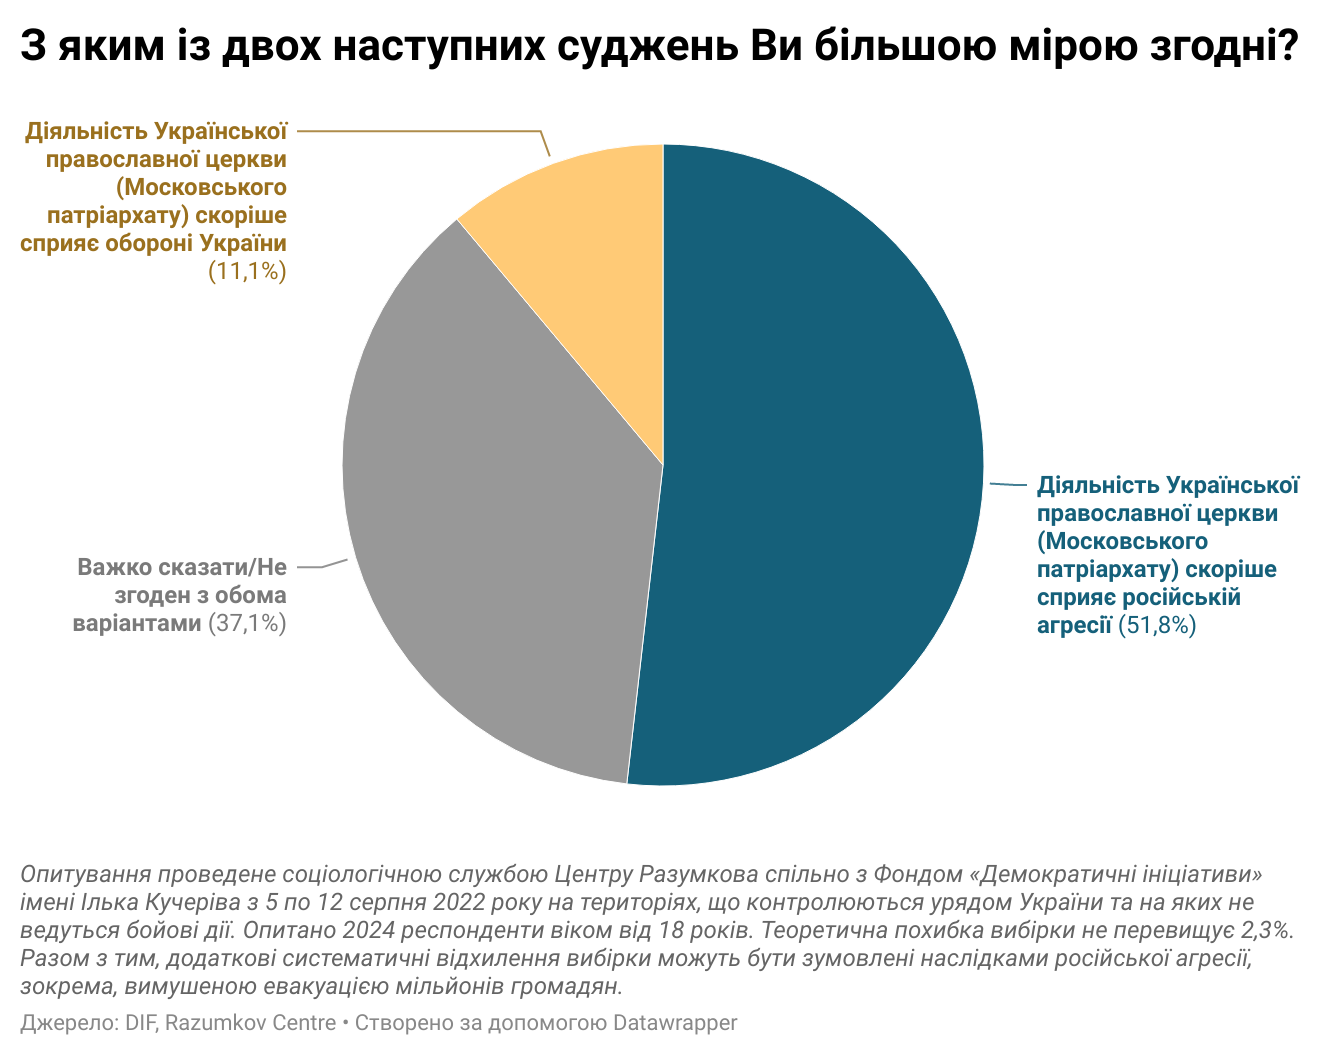 З яким із двох наступних суджень Ви більшою мірою згодні?
Діяльність Української
православної церкви
(Московського
патріархату) скоріше
сприяє обороні України
(11,1%)
Діяльність Української
православної церкви
(Московського
патріархату) скоріше
сприяє російській
агресії (51,8%)
Важко сказати/Не
згоден з обома
варіантами (37,1%)
Опитування проведене соціологічною службою Центру Разумкова спільно з Фондом «Демократичні ініціативи»
імені Ілька Кучеріва з 5 по 12 серпня 2022 року на територіях, що контролюються урядом України та на яких не
ведуться бойові дії. Опитано 2024 респонденти віком від 18 років. Теоретична похибка вибірки не перевищує 2,3%.
Разом з тим, додаткові систематичні відхилення вибірки можуть бути зумовлені наслідками російської агресії,
зокрема, вимушеною евакуацією мільйонів громадян.
Джерело: DIF, Razumkov Centre • Створено за допомогою Datawrapper